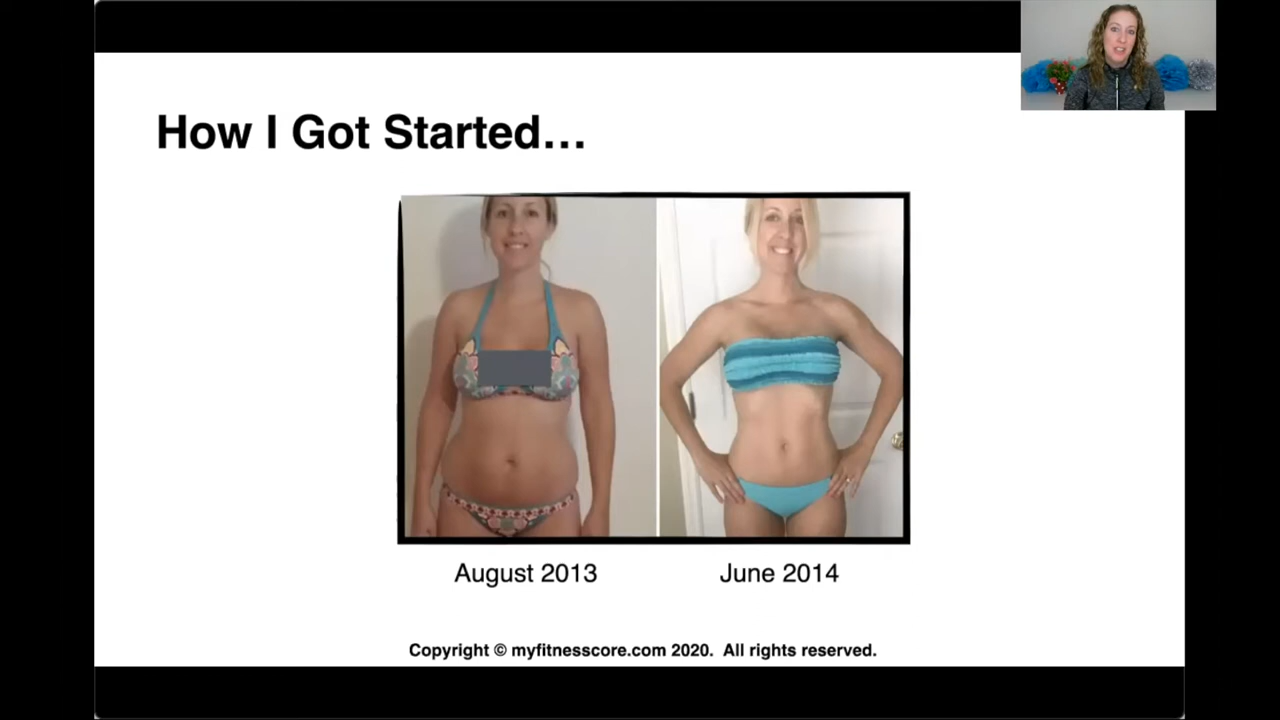 How I Got Started...
August 2013
June 2014
Copyright © myfitnesscore.com 2020.  All rights reserved.